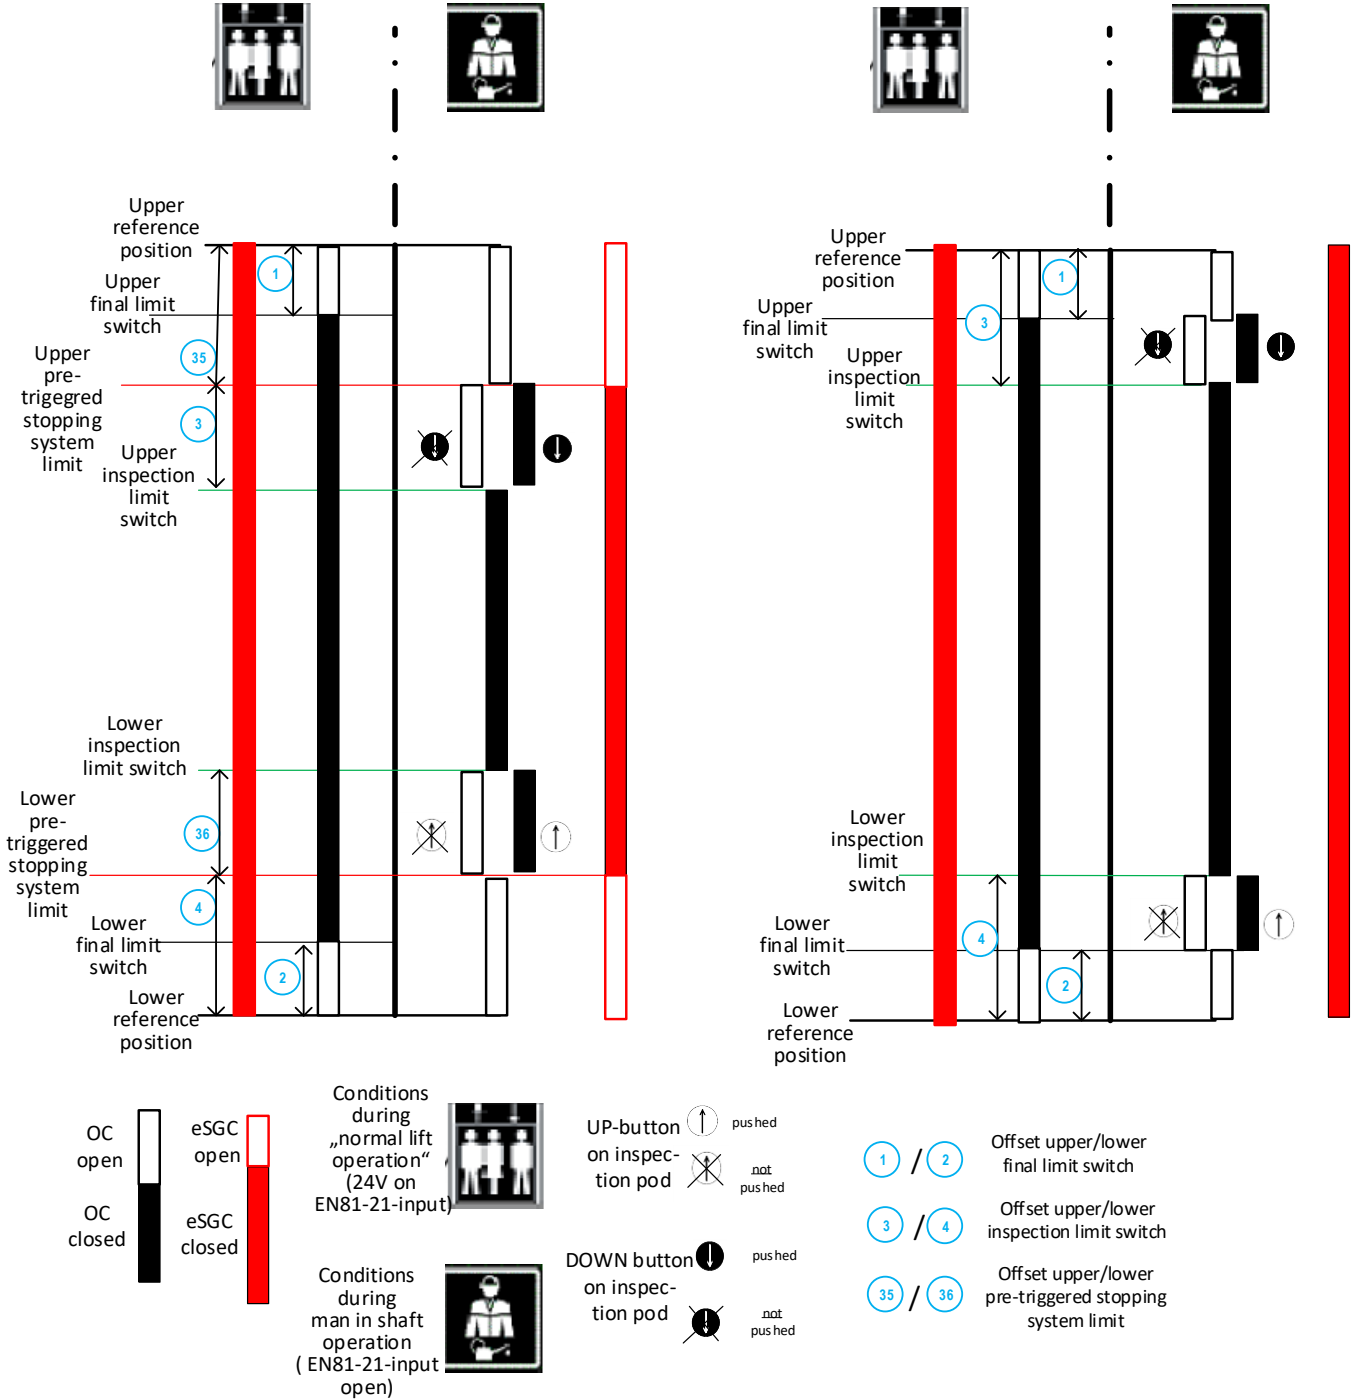 Upper
reference
position
1
Upper
final limit
switch
35
Upper
pre-
trigegred
stopping
system
limit
3
Upper
inspection
limit
switch
Lower
inspection
limit switch
Lower
pre-
triggered
stopping
system
limit
36
4
Lower
final limit
switch
2
Lower
reference
position
Upper
reference
position
1
Upper
final limit
switch
3
Upper
inspection
limit
switch
Lower
inspection
limit
switch
Lower
final limit
switch
4
2
Lower
reference
position
OC
open
OC
closed
eSGC
open
eSGC
closed
Conditions
during
„normal lift
operation“
(24V on
EN81-21-input)
Conditions
during
man in shaft
operation
( EN81-21-input
open)
UP-button
on inspec-
tion pod
pushed
not
pushed
DOWN button
on inspec-
tion pod
pushed
not
pushed
1 / 2
Offset upper/lower
final limit switch
3 / 4
Offset upper/lower
inspection limit switch
35 / 36
Offset upper/lower
pre-triggered stopping
system limit